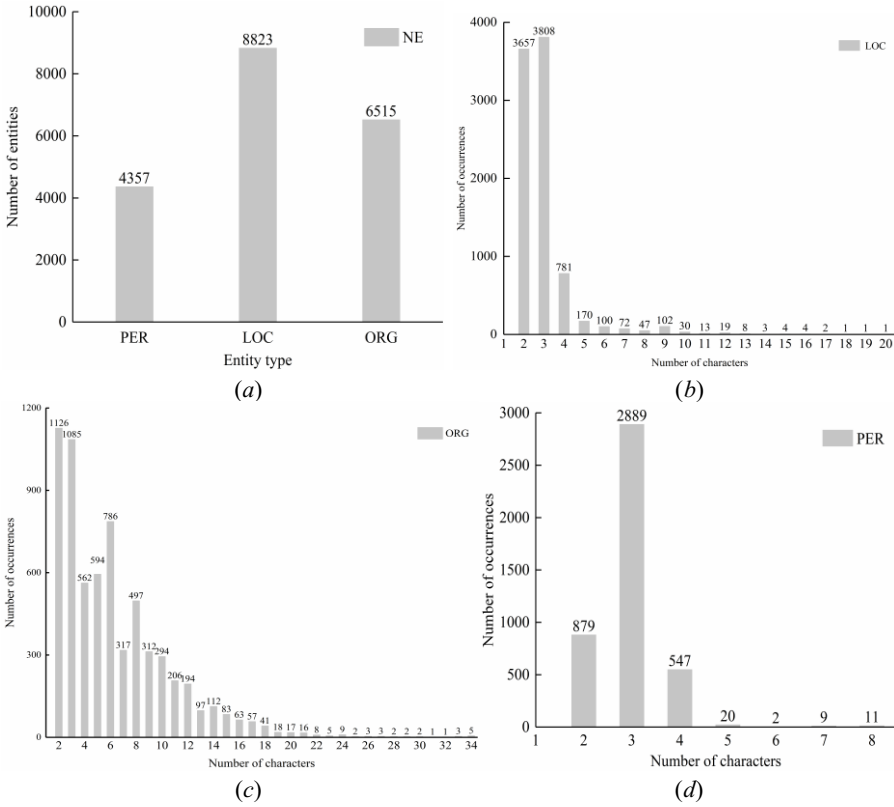 10000
8000
6000
4000
2000
0
Number of entities
NE
4357
8823
6515
PER LOC ORG
Entity type
(a)
4000
3000
2000
1000
0
Number of occurrences
LOC
3657 3808 781 170 100 72 47 102 30 13 19 8 3 4 4 2 1 1 1
1 2 3 4 5 6 7 8 9 10 11 12 13 14 15 16 17 18 19 20
Number of characters
(b)
1200
900
600
300
0
Number of occurrences
ORG
1126 1085 562 594 786 317 497 312 294 206 194 97 112 83 63 57 41 18 17 16 8 5 9 2 3 3 2 2 2 1 1 3 5
2 4 6 8 10 12 14 16 18 20 22 24 26 28 30 32 34
Number of characters
(c)
3000
2500
2000
1500
1000
500
0
Number of occurrences
PER
879 2889 547 20 2 9 11
1 2 3 4 5 6 7 8
Number of characters
(d)